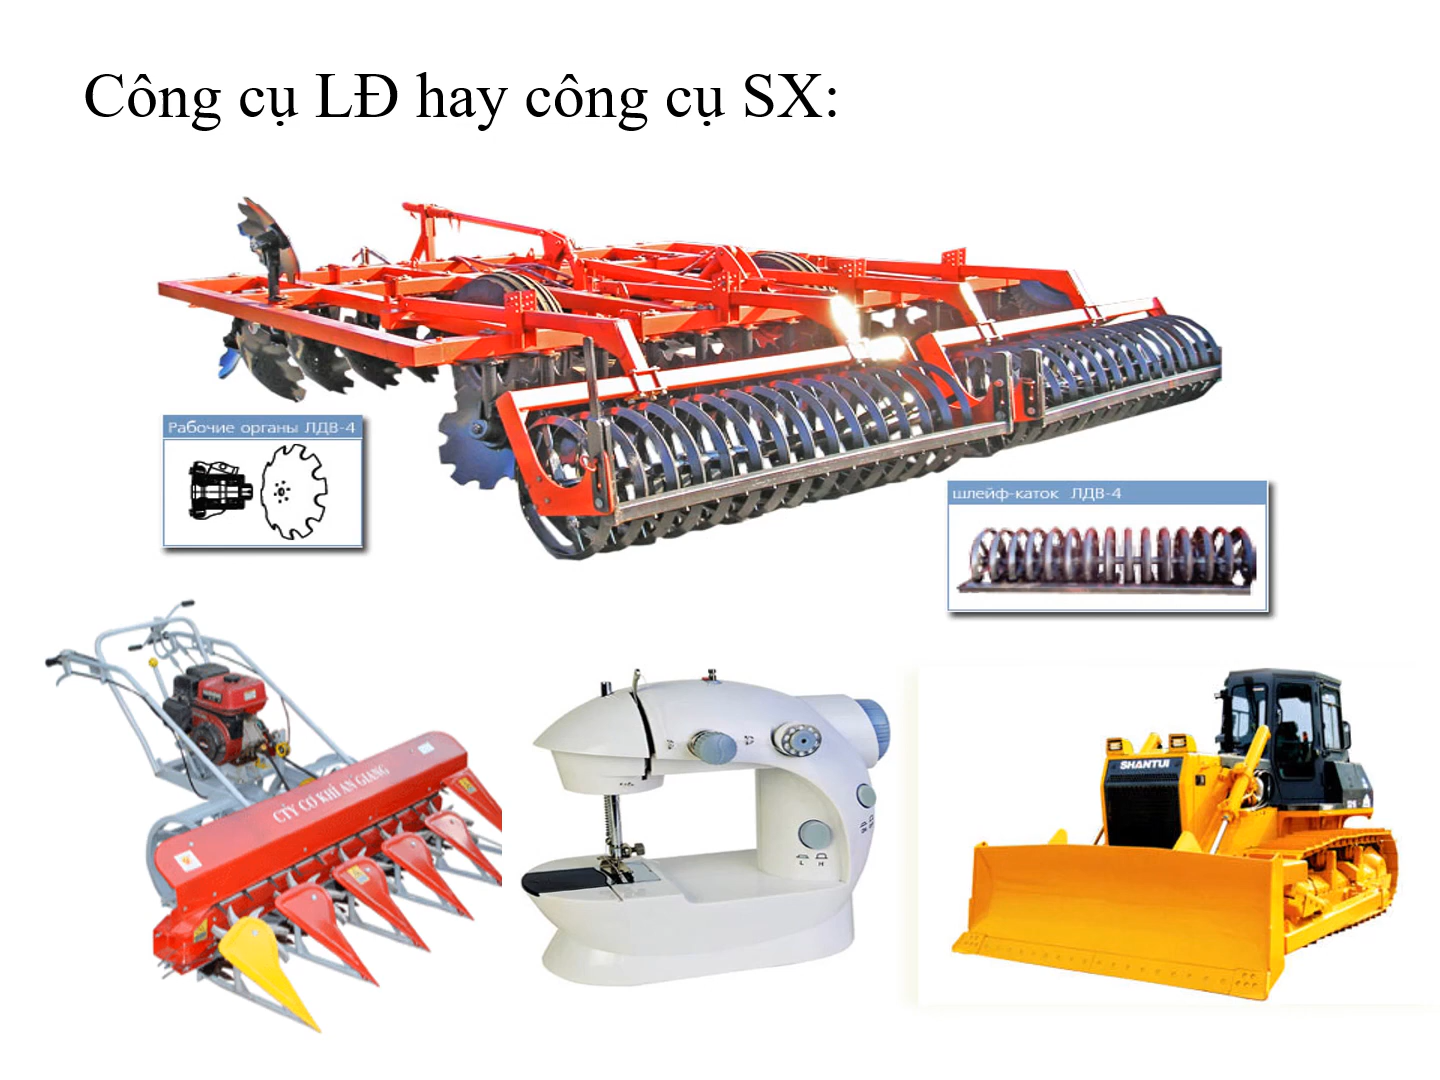 Công cụ LĐ hay công cụ SX:
Рабочие органы ЛДВ-4
шлейф-каток ЛДВ-4
CTY CƠ KHÍ AN GIANG
L H
SHANTUI